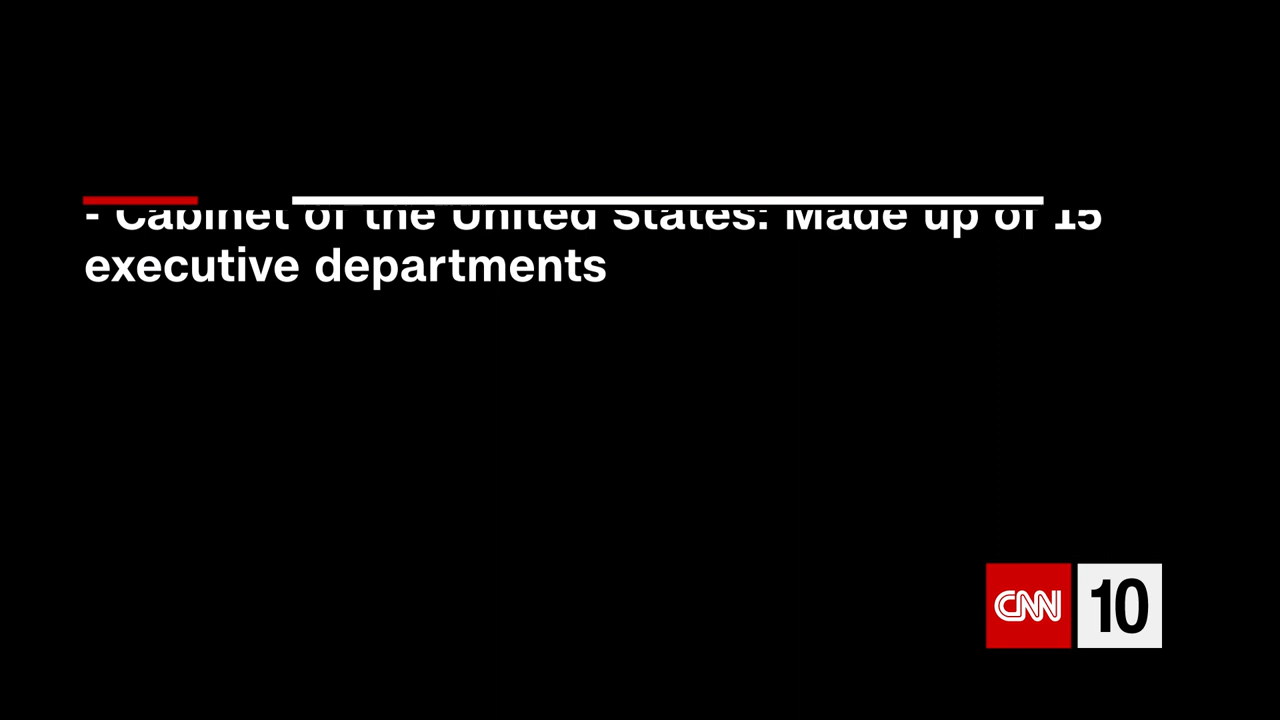 - Cabinet of the United States: Made up of 15
executive departments
CNN 10